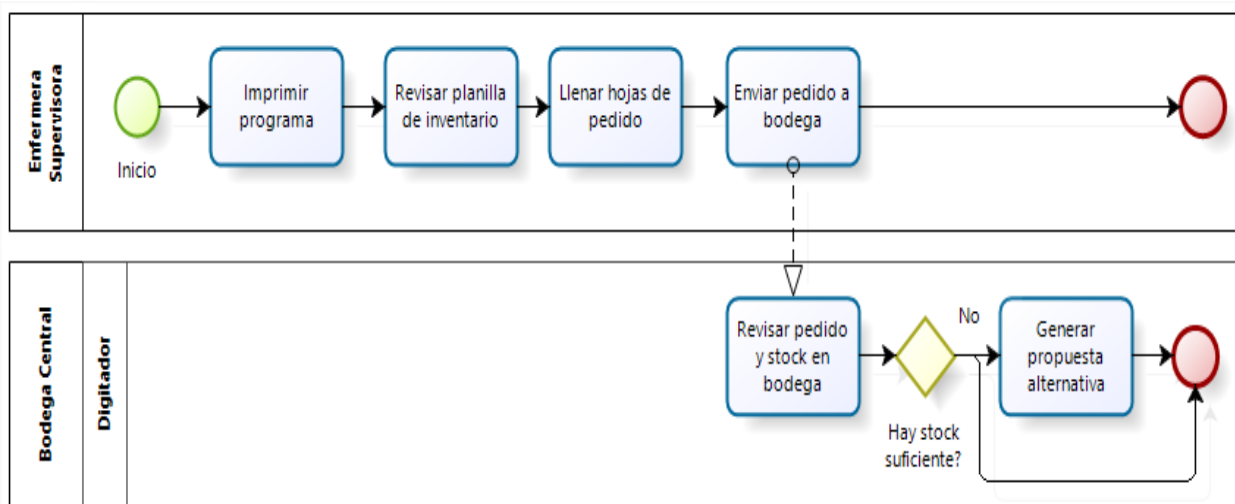 Enfermera
Supervisora
Inicio
Imprimir
programa
Revisar planilla
de inventario
Llenar hojas de
pedido
Enviar pedido a
bodega
Bodega Central
Digitador
Revisar pedido
y stock en
bodega
Hay stock
suficiente?
No
Generar
propuesta
alternativa